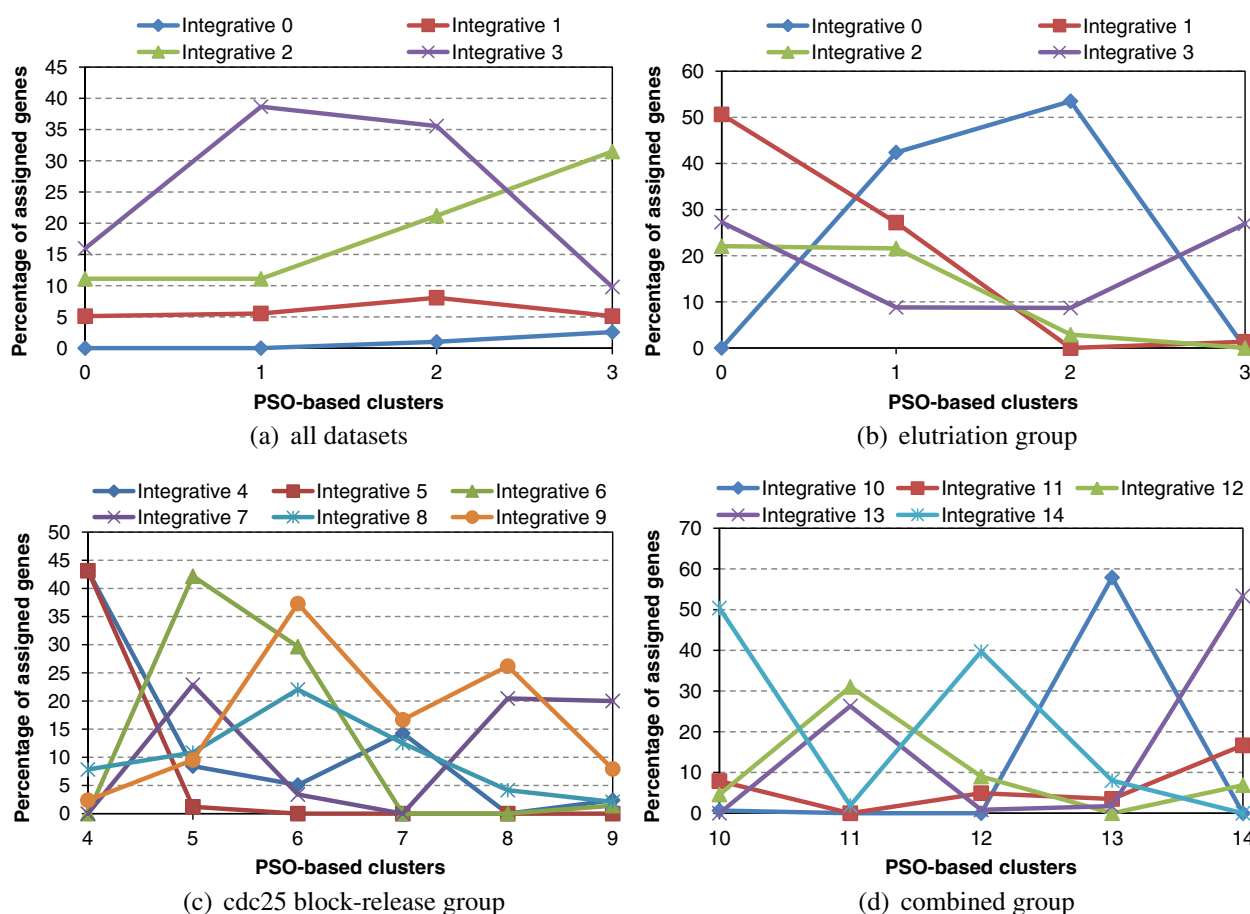 Integrative 0 Integrative 1
Integrative 2 Integrative 3
Percentage of assigned genes
45
40
35
30
25
20
15
10
5
0
0 1 2 3
PSO-based clusters
(a) all datasets
Integrative 0 Integrative 1
Integrative 2 Integrative 3
Percentage of assigned genes
60
50
40
30
20
10
0
0 1 2 3
PSO-based clusters
(b) elutriation group
Integrative 4 Integrative 5 Integrative 6
Integrative 7 Integrative 8 Integrative 9
Percentage of assigned genes
50
45
40
35
30
25
20
15
10
5
0
4 5 6 7 8 9
PSO-based clusters
(c) cdc25 block-release group
Integrative 10 Integrative 11 Integrative 12
Integrative 13 Integrative 14
Percentage of assigned genes
70
60
50
40
30
20
10
0
10 11 12 13 14
PSO-based clusters
(d) combined group